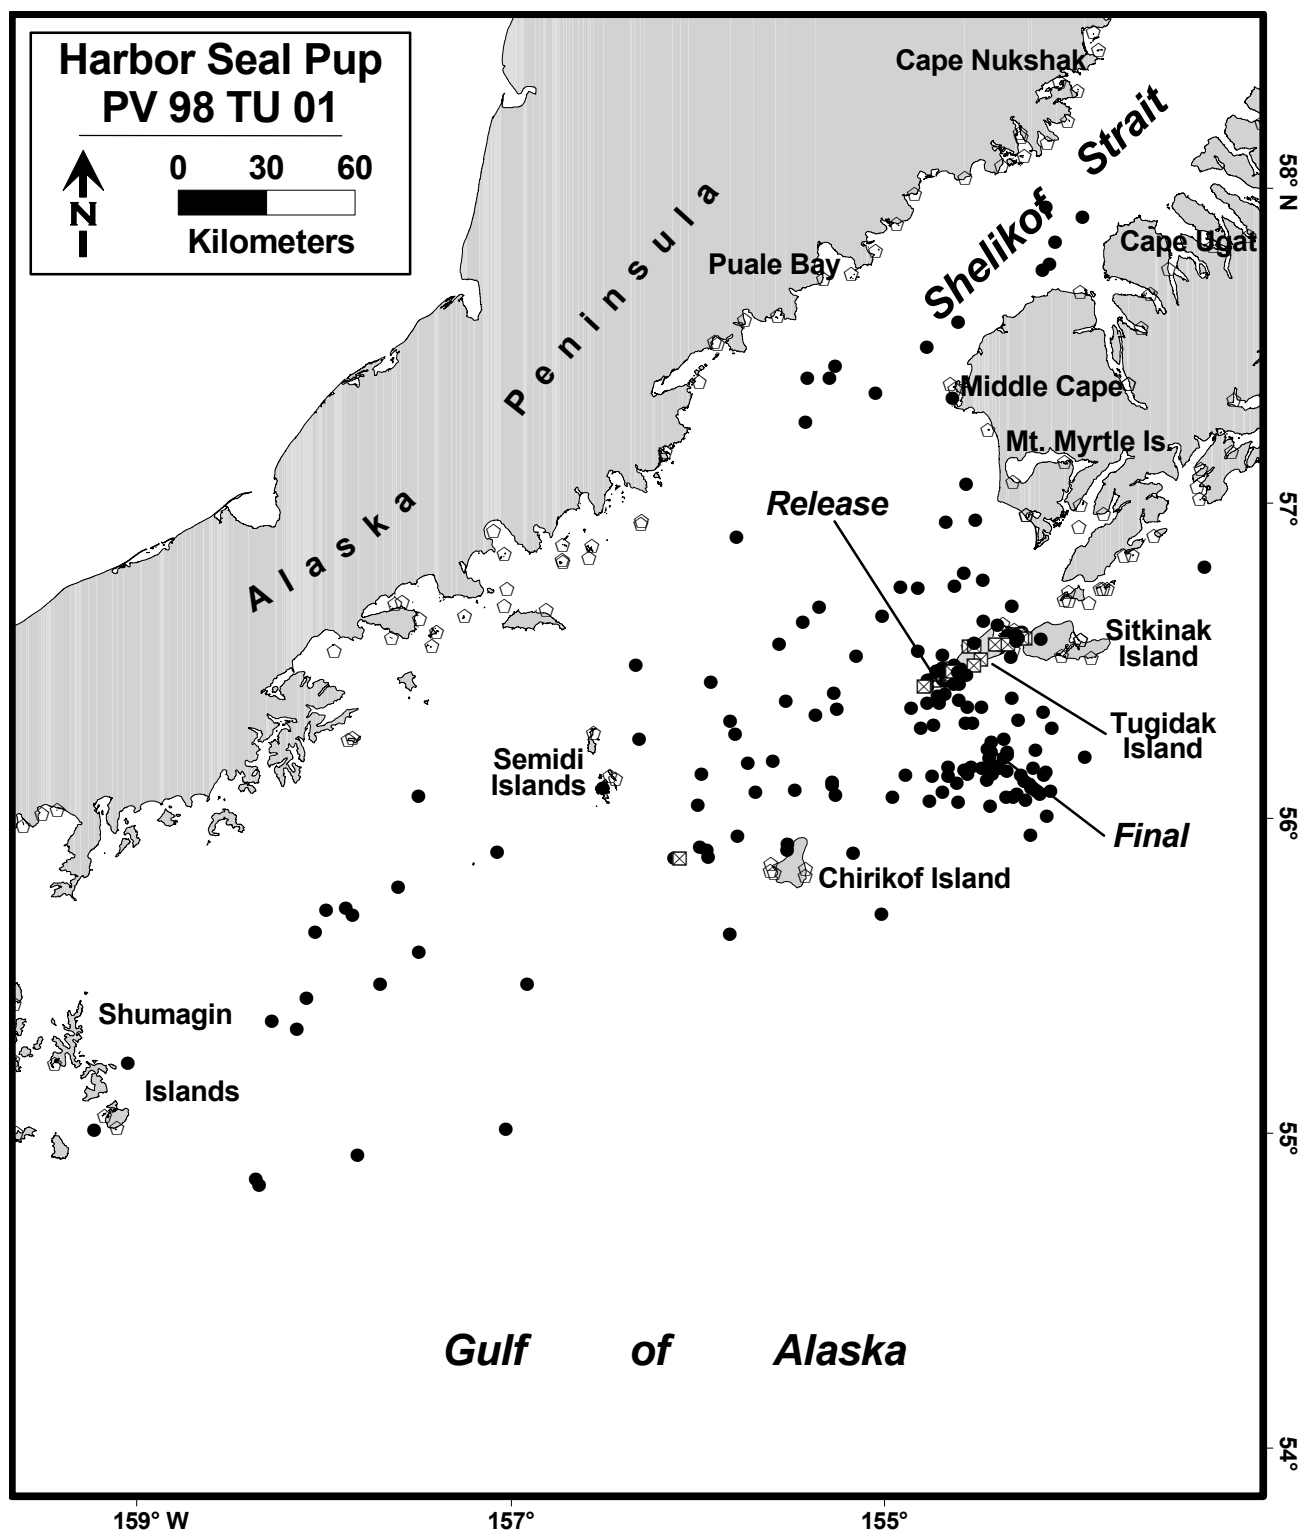 Harbor Seal Pup
PV 98 TU 01
0 30 60
N
Kilometers
Cape Nukshak
Shelikof Strait
58° N
Cape Ugat
Puale Bay
Alaska Peninsula
Middle Cape
Mt. Myrtle Is.
Release
57°
Sitkinak
Island
Tugidak
Island
Semidi
Islands
56°
Final
Chirikof Island
Shumagin
Islands
55°
Gulf of Alaska
54°
159° W 157° 155°